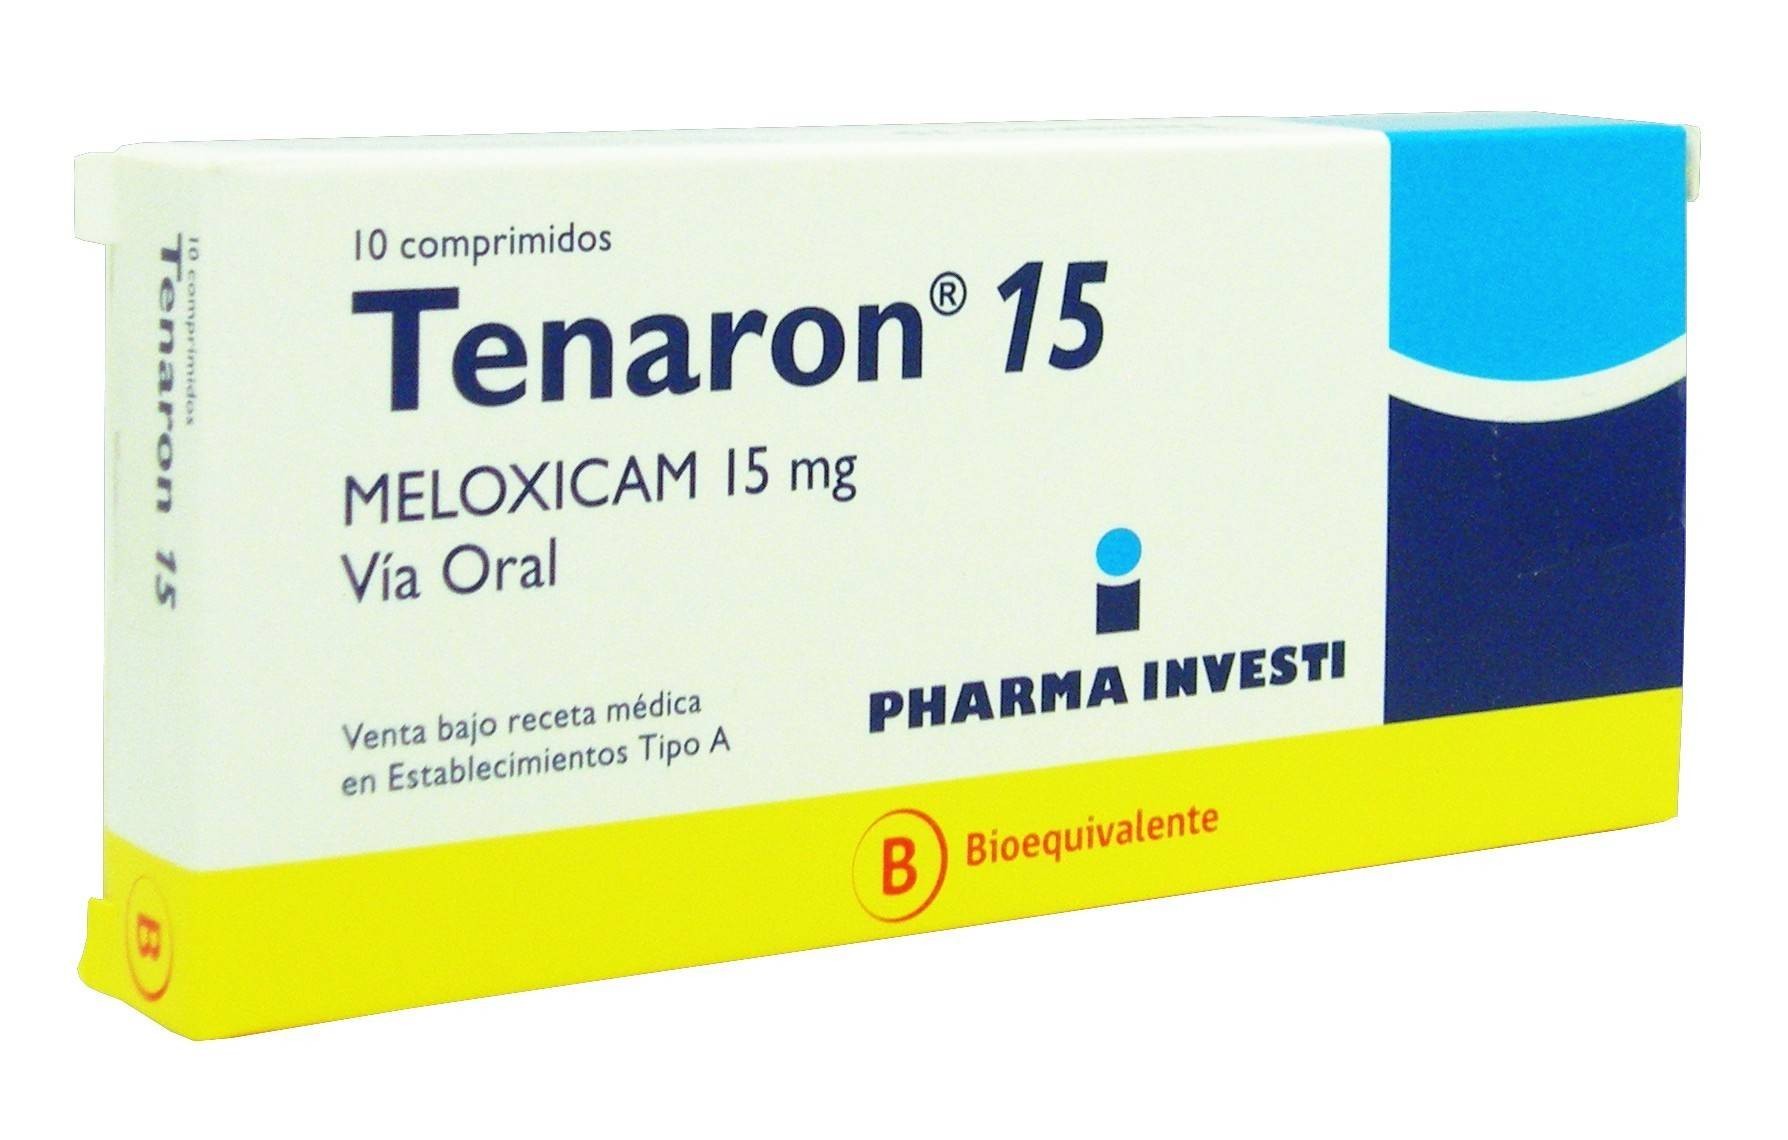 10 comprimidos
Tenaron® 15
MELOXICAM 15 mg
Vía Oral
PHARMA INVESTI
Venta bajo receta médica
en Establecimientos Tipo A
B Bioequivalente
10 comprimidos
Tenaron 15
B